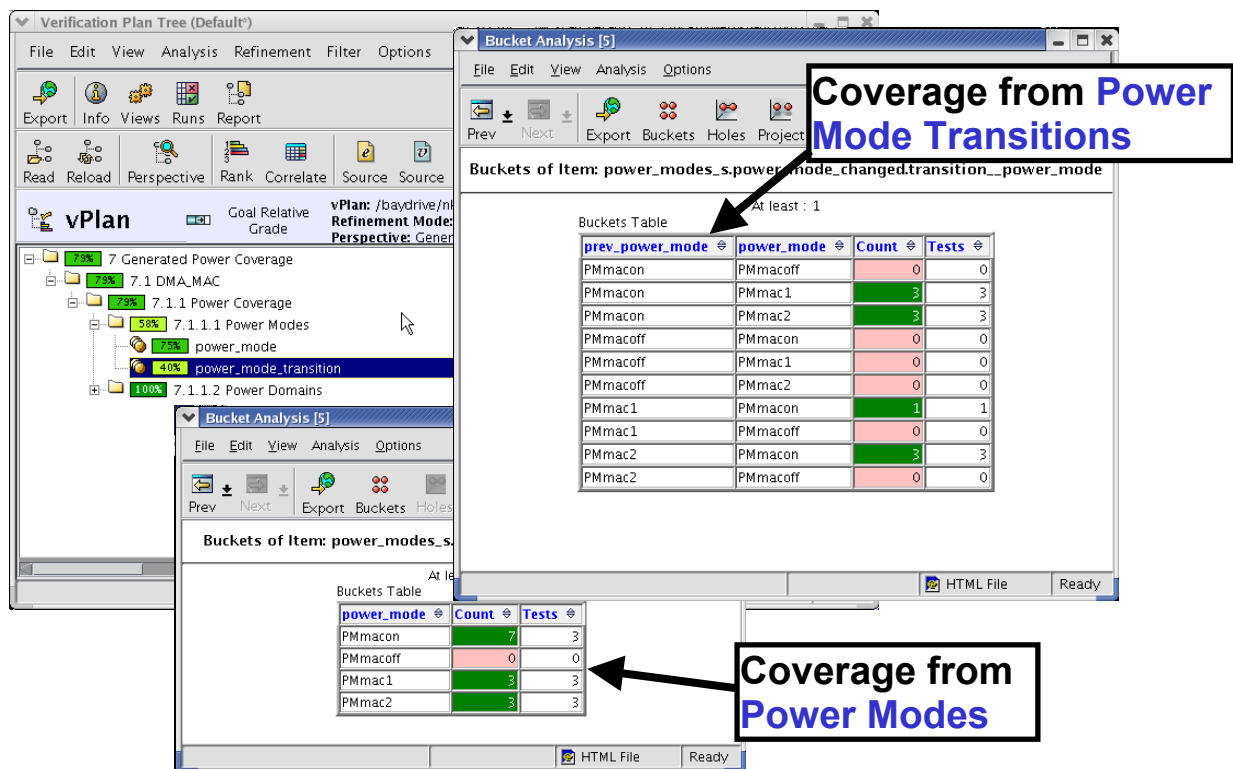 Verification Plan Tree (Default*)
File Edit View Analysis Refinement Filter Options
Export Info Views Runs Report
Read Reload Perspective Rank Correlate Source Source
vPlan
Goal Relative
Grade
vPlan: /baydrive/nl
Refinement Mode:
Perspective: Gener
79% 7 Generated Power Coverage
79% 7.1 DMA_MAC
79% 7.1.1 Power Coverage
58% 7.1.1.1 Power Modes
75% power_mode
40% power_mode_transition
100% 7.1.1.2 Power Domains
Bucket Analysis [5]
File Edit View Analysis Options
Prev Next Export Buckets Holes Project
Coverage from Power
Mode Transitions
Buckets of Item: power_modes_s.power_mode_changed.transition__power_mode
At least : 1
Buckets Table
prev_power_mode power_mode Count Tests
PMmacon PMmacoff 0 0
PMmacon PMmac1 3 3
PMmacon PMmac2 3 3
PMmacoff PMmacon 0 0
PMmacoff PMmac1 0 0
PMmacoff PMmac2 0 0
PMmac1 PMmacon 1 1
PMmac1 PMmacoff 0 0
PMmac2 PMmacon 3 3
PMmac2 PMmacoff 0 0
HTML File Ready
Bucket Analysis [5]
File Edit View Analysis Options
Prev Next Export Buckets Holes
Buckets of Item: power_modes_s.
At le
Buckets Table
power_mode Count Tests
PMmacon 7 3
PMmacoff 0 0
PMmac1 3 3
PMmac2 3 3
HTML File Ready
Coverage from
Power Modes